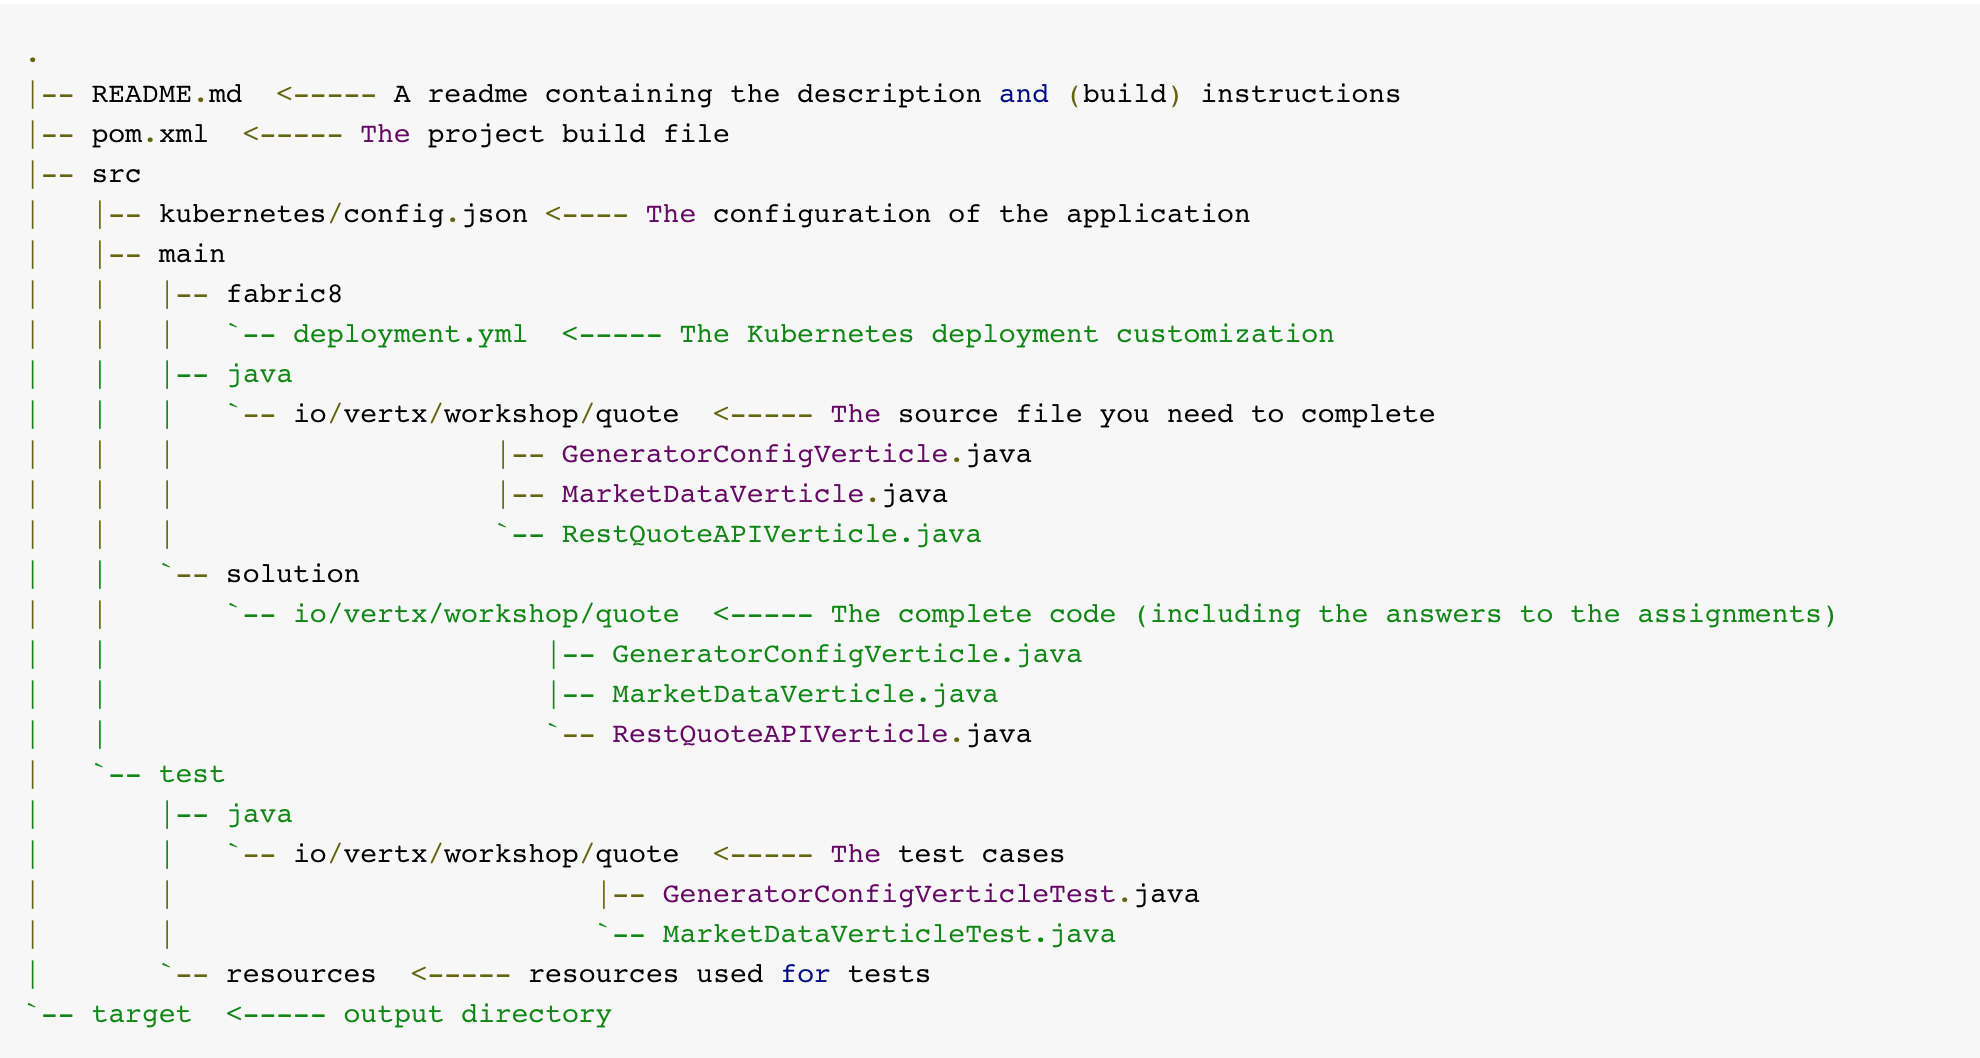 .
|-- README.md  <----- A readme containing the description and (build) instructions
|-- pom.xml  <----- The project build file
|-- src
|   |-- kubernetes/config.json <---- The configuration of the application
|   |-- main
|   |   |-- fabric8
|   |   |   `-- deployment.yml  <----- The Kubernetes deployment customization
|   |   |-- java
|   |   |   `-- io/vertx/workshop/quote  <----- The source file you need to complete
|   |   |                   |-- GeneratorConfigVerticle.java
|   |   |                   |-- MarketDataVerticle.java
|   |   |                   `-- RestQuoteAPIVerticle.java
|   |   `-- solution
|   |       `-- io/vertx/workshop/quote  <----- The complete code (including the answers to the assignments)
|   |                          |-- GeneratorConfigVerticle.java
|   |                          |-- MarketDataVerticle.java
|   |                          `-- RestQuoteAPIVerticle.java
|   `-- test
|       |-- java
|       |   `-- io/vertx/workshop/quote  <----- The test cases
|       |                         |-- GeneratorConfigVerticleTest.java
|       |                         `-- MarketDataVerticleTest.java
|       `-- resources  <----- resources used for tests
`-- target  <----- output directory